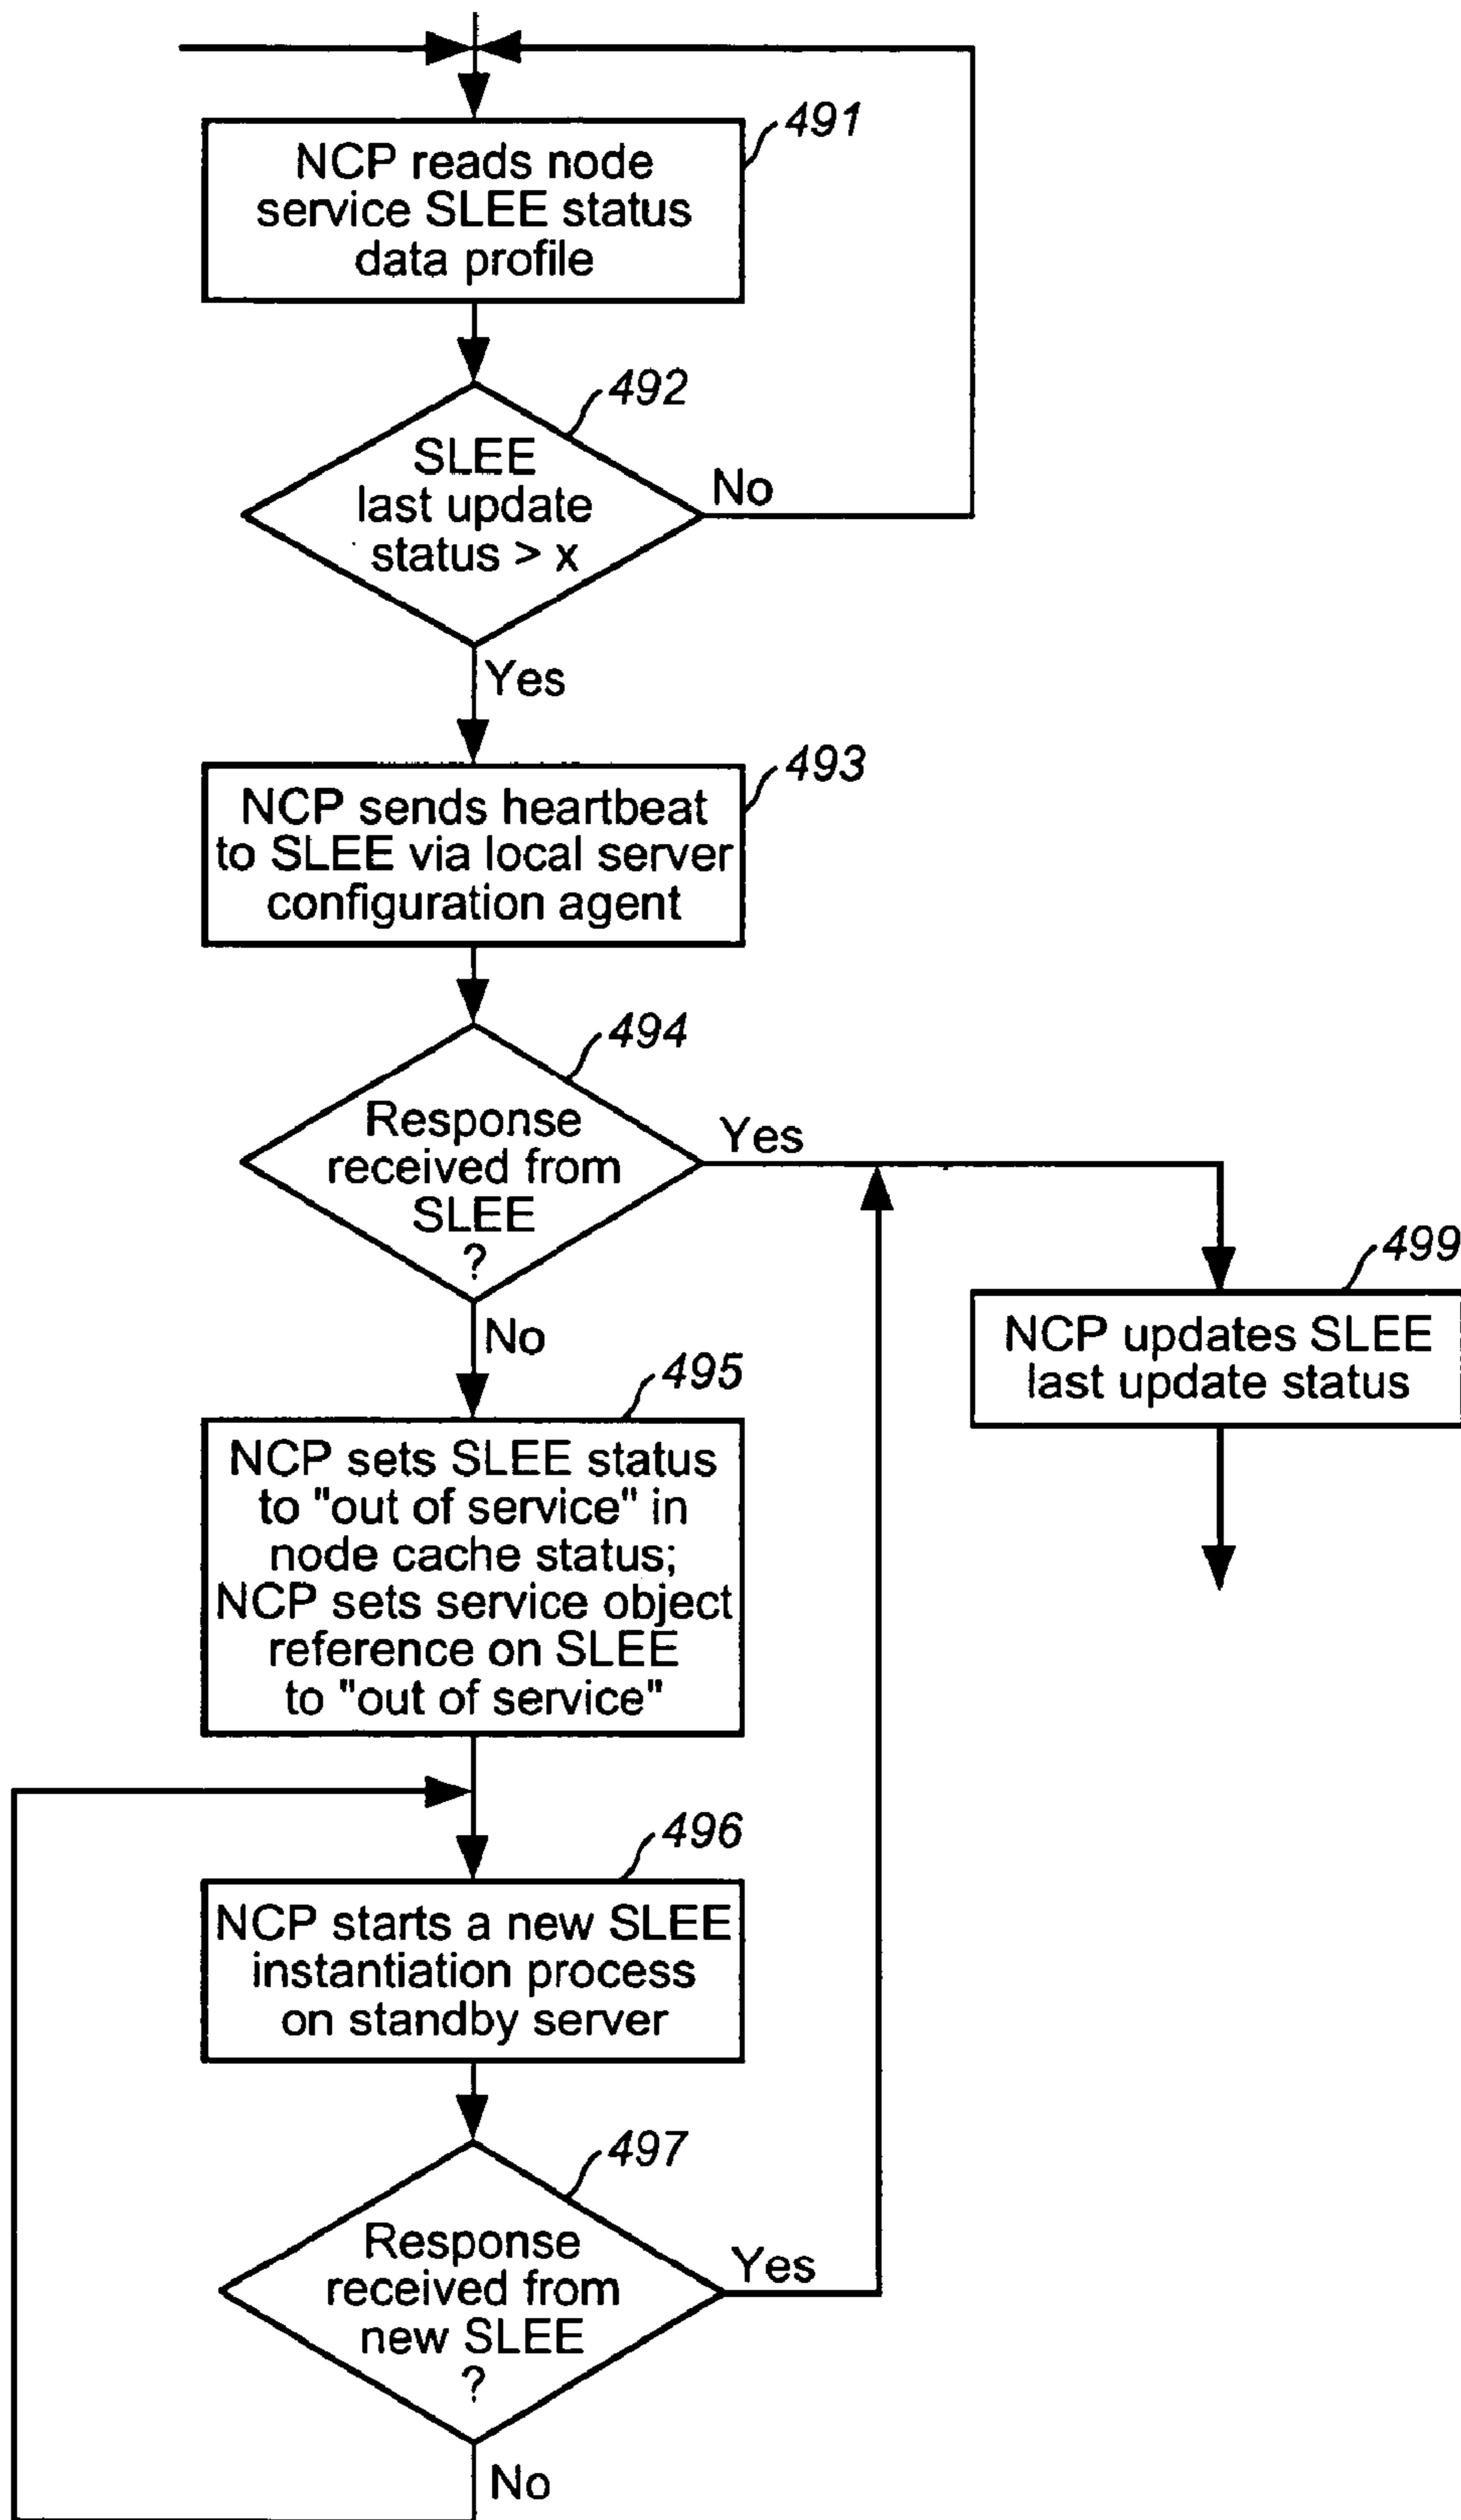 491
NCP reads node
service SLEE status
data profile
492
SLEE
last update
status > x
No
Yes
493
NCP sends heartbeat
to SLEE via local server
configuration agent
494
Response
received from
SLEE
?
Yes
No
499
NCP updates SLEE
last update status
495
NCP sets SLEE status
to "out of service" in
node cache status;
NCP sets service object
reference on SLEE
to "out of service"
496
NCP starts a new SLEE
instantiation process
on standby server
497
Response
received from
new SLEE
?
Yes
No